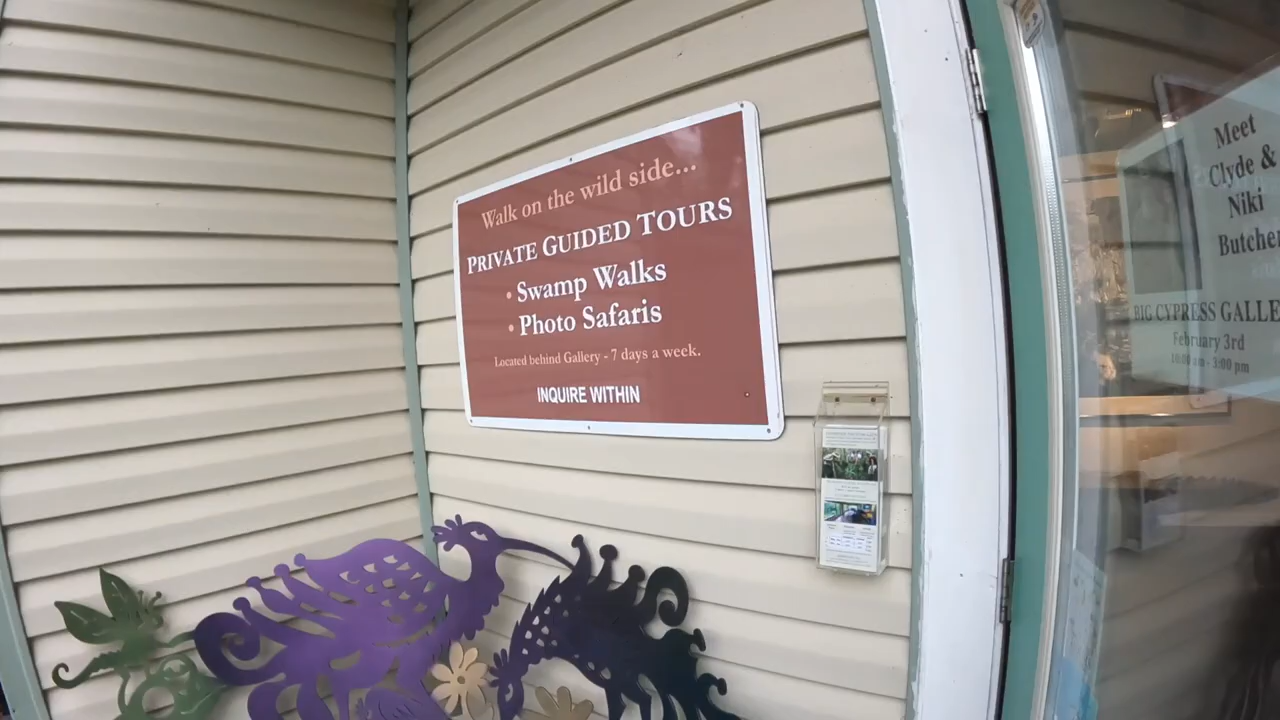 Walk on the wild side...
PRIVATE GUIDED TOURS
• Swamp Walks
• Photo Safaris
Located behind Gallery - 7 days a week.
INQUIRE WITHIN
Meet
Clyde &
Niki
Butcher
BIG CYPRESS GALLE
February 3rd
10:00 am - 3:00 pm